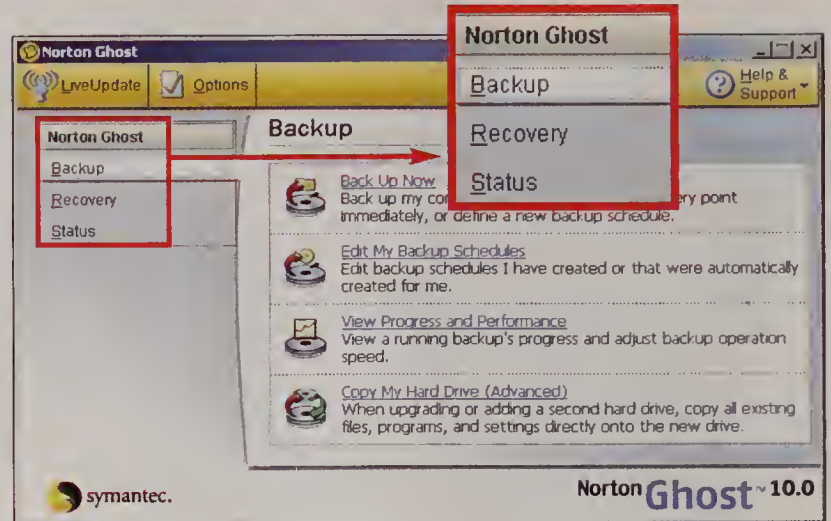 Norton Ghost
LiveUpdate
Options
Help &
Support
Norton Ghost
Backup
Recovery
Status
Norton Ghost
Backup
Recovery
Status
Backup
Back Up Now
Back up my ery point
immediately, or define a new backup schedule.
Edit My Backup Schedules
Edit backup schedules I have created or that were automatically
created for me.
View Progress and Performance
View a running backup's progress and adjust backup operation
speed.
Copy My Hard Drive (Advanced)
When upgrading or adding a second hard drive, copy all existing
files, programs, and settings directly onto the new drive.
symantec.
Norton Ghost ™ 10.0